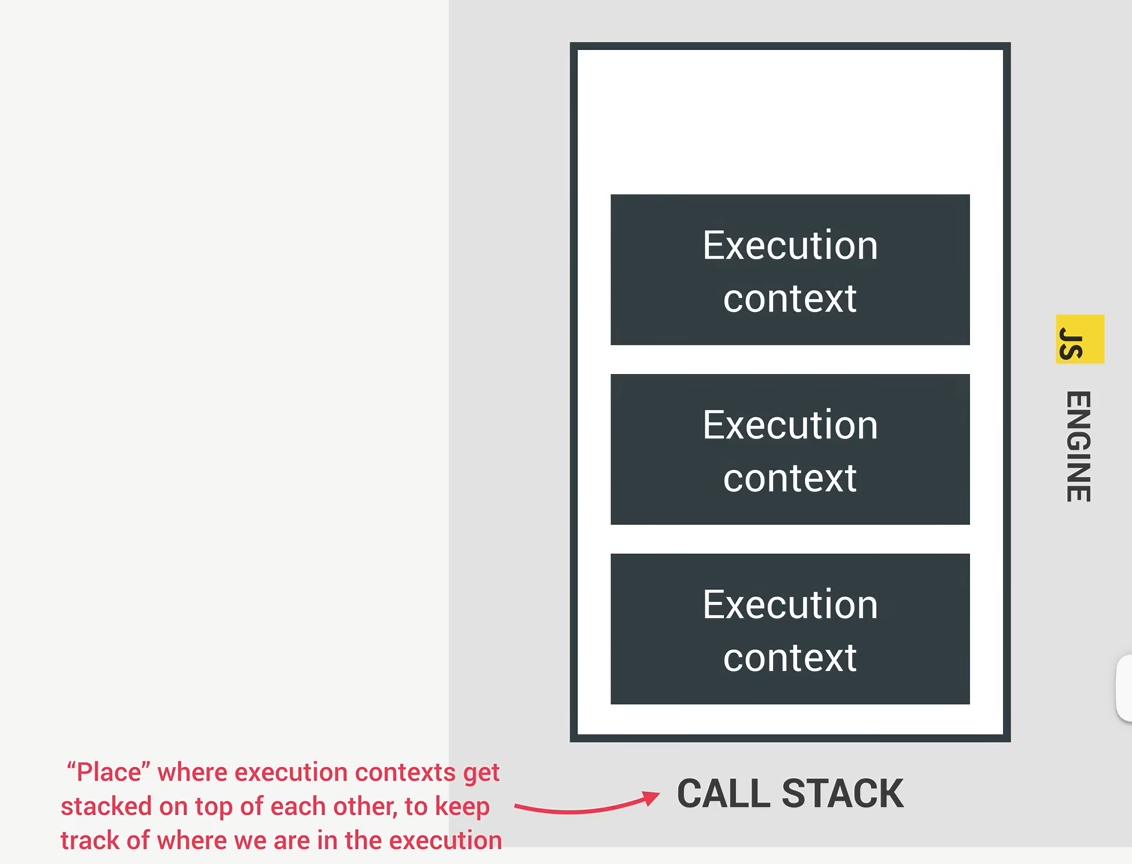 Execution
context
Execution
context
Execution
context
JS ENGINE
“Place” where execution contexts get
stacked on top of each other, to keep
track of where we are in the execution
CALL STACK